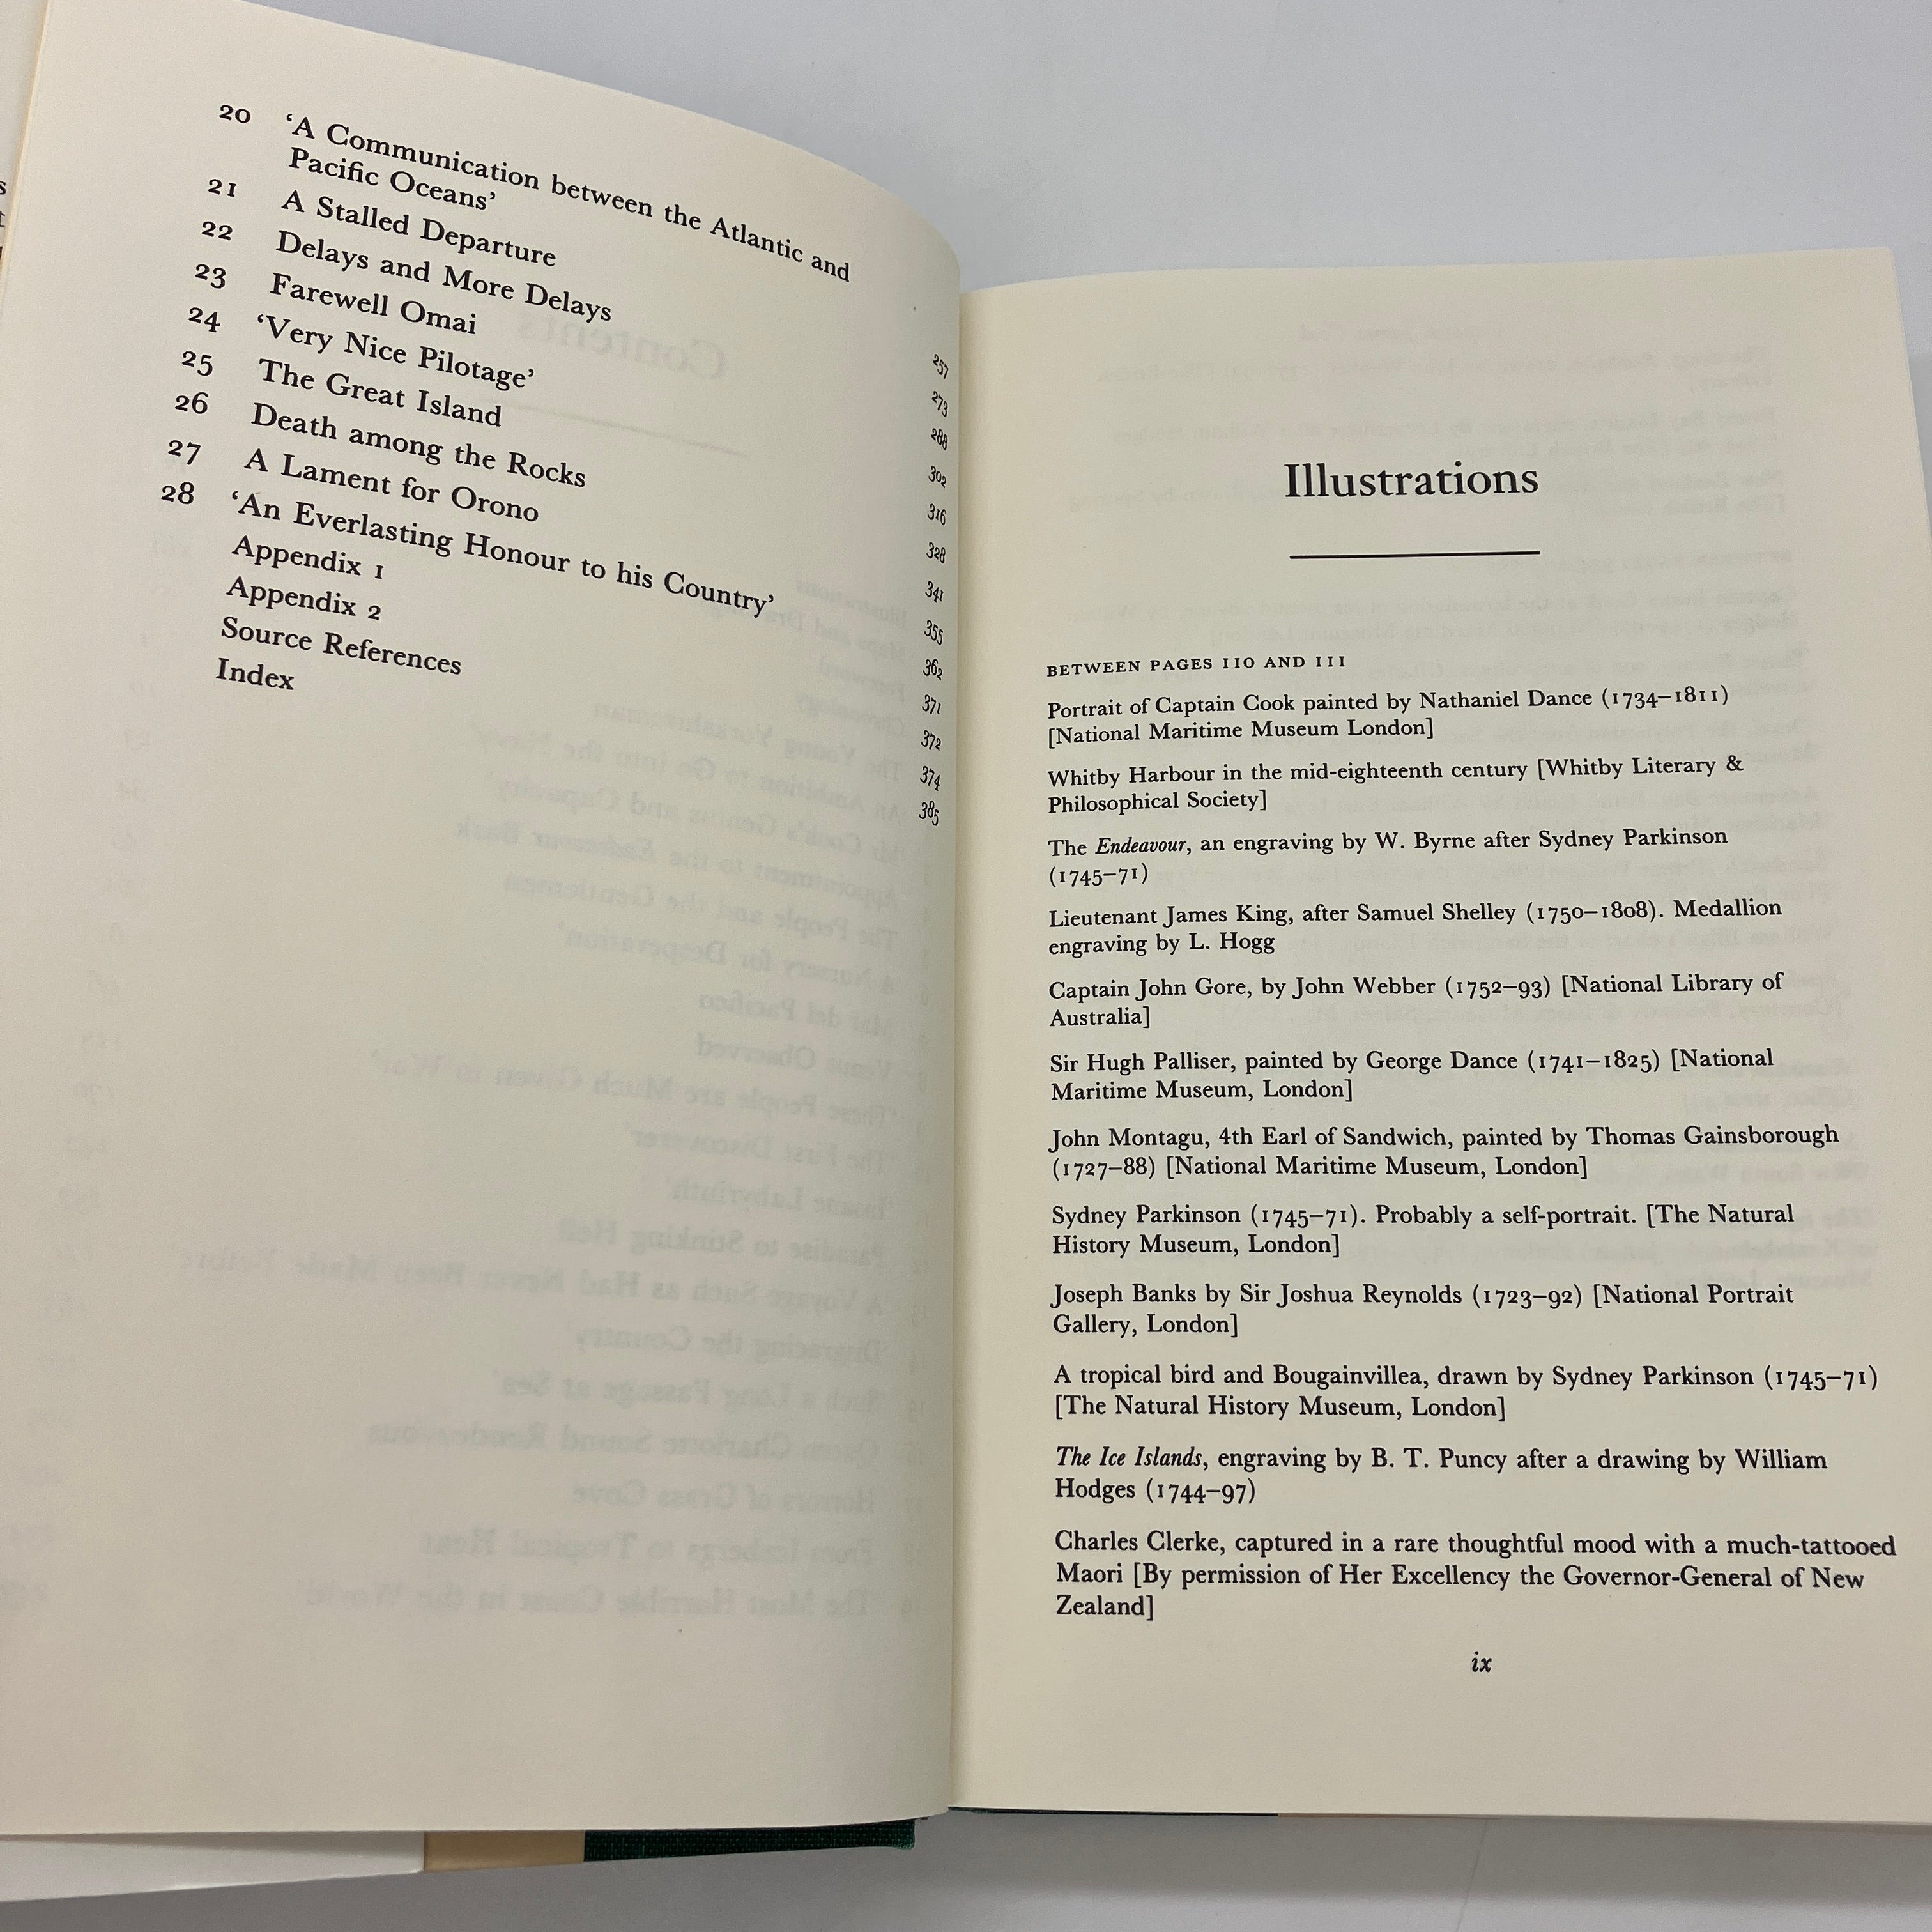 20 ‘A Communication between the Atlantic and
Pacific Oceans’ 257
21 A Stalled Departure 273
22 Delays and More Delays 288
23 Farewell Omai 302
24 ‘Very Nice Pilotage’ 316
25 The Great Island 328
26 Death among the Rocks 341
27 A Lament for Orono 355
28 ‘An Everlasting Honour to his Country’ 362
Appendix 1 371
Appendix 2 372
Source References 374
Index 385
Illustrations
BETWEEN PAGES 110 AND 111
Portrait of Captain Cook painted by Nathaniel Dance (1734–1811)
[National Maritime Museum London]
Whitby Harbour in the mid-eighteenth century [Whitby Literary &
Philosophical Society]
The Endeavour, an engraving by W. Byrne after Sydney Parkinson
(1745–71)
Lieutenant James King, after Samuel Shelley (1750–1808). Medallion
engraving by L. Hogg
Captain John Gore, by John Webber (1752–93) [National Library of
Australia]
Sir Hugh Palliser, painted by George Dance (1741–1825) [National
Maritime Museum, London]
John Montagu, 4th Earl of Sandwich, painted by Thomas Gainsborough
(1727–88) [National Maritime Museum, London]
Sydney Parkinson (1745–71). Probably a self-portrait. [The Natural
History Museum, London]
Joseph Banks by Sir Joshua Reynolds (1723–92) [National Portrait
Gallery, London]
A tropical bird and Bougainvillea, drawn by Sydney Parkinson (1745–71)
[The Natural History Museum, London]
The Ice Islands, engraving by B. T. Puncy after a drawing by William
Hodges (1744–97)
Charles Clerke, captured in a rare thoughtful mood with a much-tattooed
Maori [By permission of Her Excellency the Governor-General of New
Zealand]
ix